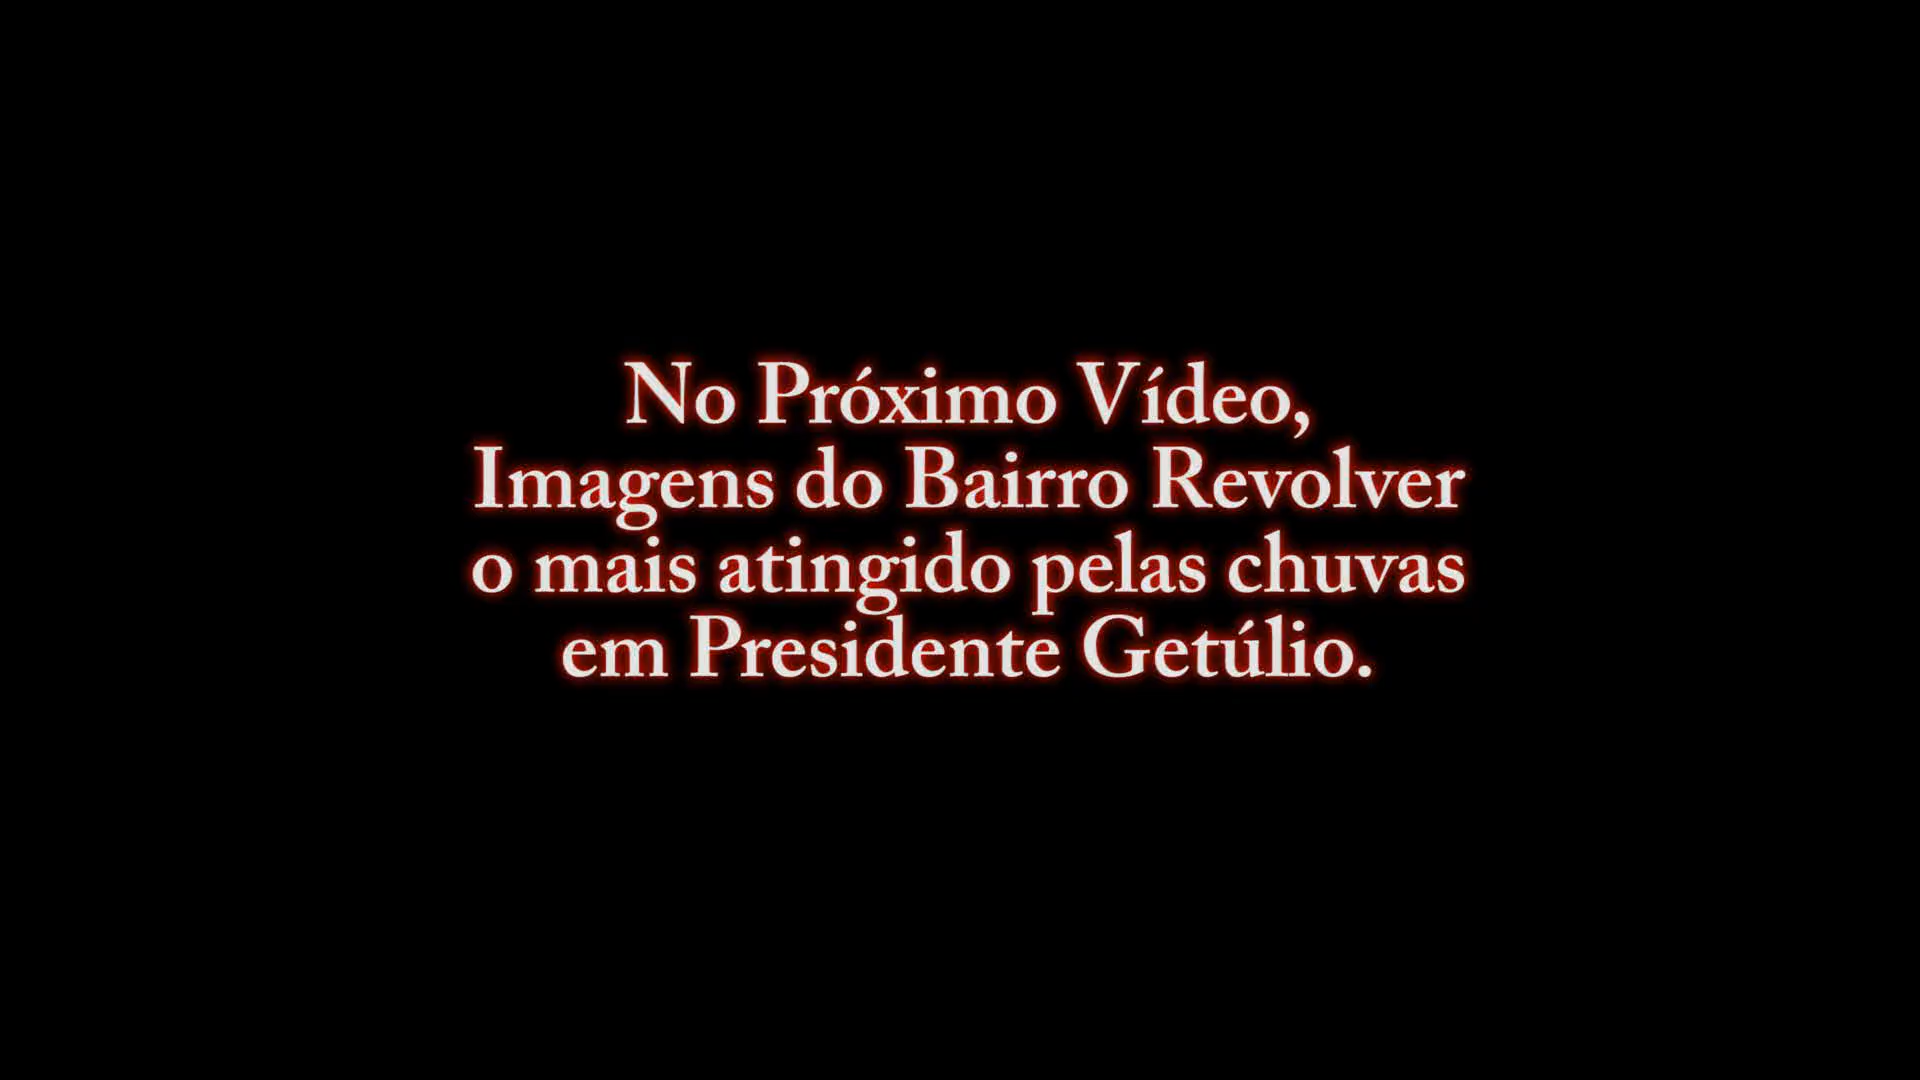 No Próximo Vídeo,
Imagens do Bairro Revolver
o mais atingido pelas chuvas
em Presidente Getúlio.